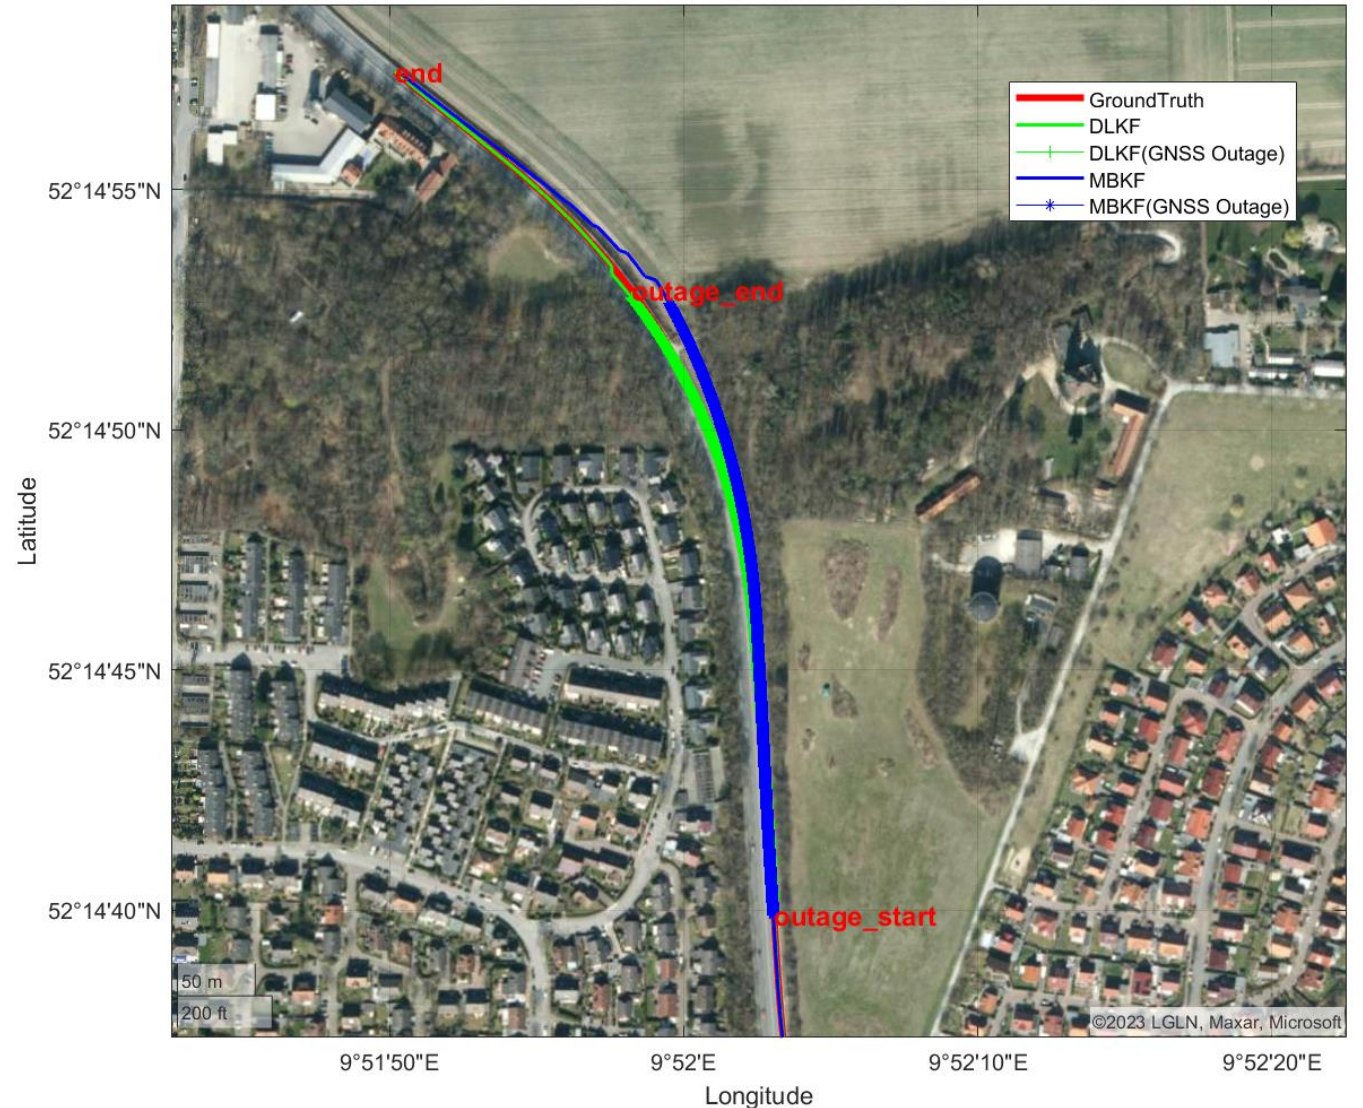 end
GroundTruth
DLKF
DLKF(GNSS Outage)
MBKF
MBKF(GNSS Outage)
52°14'55"N
outage_end
52°14'50"N
Latitude
52°14'45"N
52°14'40"N
outage_start
50 m
200 ft
©2023 LGLN, Maxar, Microsoft
9°51'50"E
9°52'E
9°52'10"E
9°52'20"E
Longitude